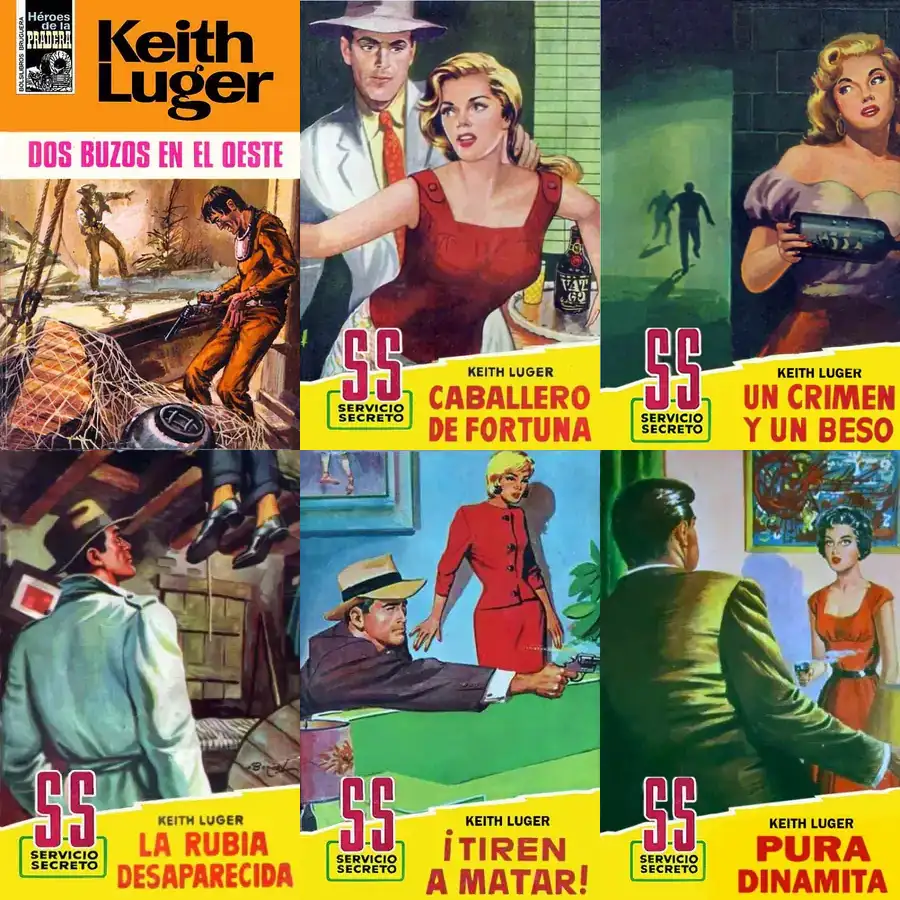 BOLSILIBROS BRUGUERA
Héroes
de la
PRADERA
Keith
Luger
DOS BUZOS EN EL OESTE
VAT
69
SS
SERVICIO
SECRETO
KEITH LUGER
CABALLERO
DE FORTUNA
SS
SERVICIO
SECRETO
KEITH LUGER
UN CRIMEN
Y UN BESO
SS
SERVICIO
SECRETO
KEITH LUGER
LA RUBIA
DESAPARECIDA
SS
SERVICIO
SECRETO
KEITH LUGER
¡TIREN
A MATAR!
SS
SERVICIO
SECRETO
KEITH LUGER
PURA
DINAMITA